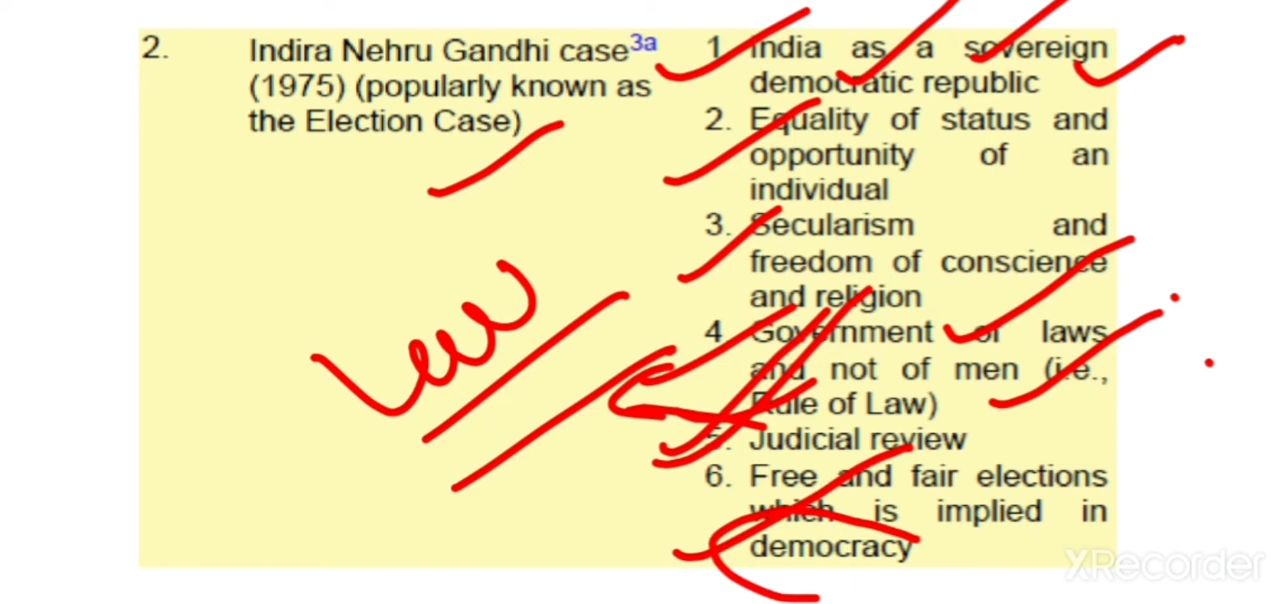 2. Indira Nehru Gandhi case3a
(1975) (popularly known as
the Election Case)
1. India as a sovereign
democratic republic
2. Equality of status and
opportunity of an
individual
3. Secularism and
freedom of conscience
and religion
4. Government of laws
and not of men (i.e.,
Rule of Law)
5. Judicial review
6. Free and fair elections
which is implied in
democracy
Law
XRecorder